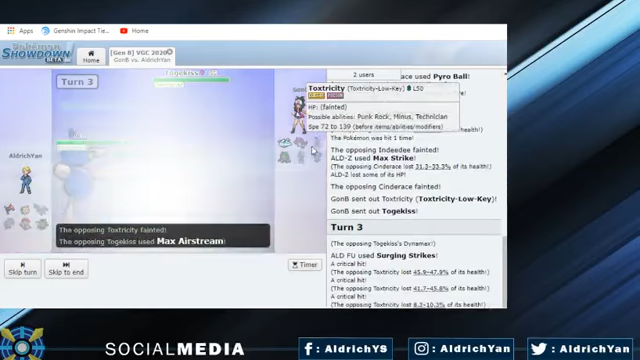 Apps
Genshin Impact Tie...
Home
Pokémon
Showdown
BETA
Home
[Gen 8] VGC 2020
GonB vs. AldrichYan
Turn 3
Togekiss
2 users
ace used Pyro Ball!
Toxtricity (Toxtricity-Low-Key) L50
HP: (fainted)
Possible abilities: Punk Rock, Minus, Technician
Spe 72 to 139 (before items/abilities/modifiers)
The Pokémon was hit 1 time!
The opposing Indeedee fainted!
ALD-Z used Max Strike!
(The opposing Cinderace lost 31.3-33.3% of its health!)
ALD-Z lost some of its HP!
The opposing Cinderace fainted!
GonB sent out Toxtricity (Toxtricity-Low-Key)!
GonB sent out Togekiss!
Turn 3
(The opposing Togekiss's Dynamax!)
ALD FU used Surging Strikes!
A critical hit!
(The opposing Toxtricity lost 45.9-47.9% of its health!)
A critical hit!
(The opposing Toxtricity lost 41.7-45.8% of its health!)
A critical hit!
(The opposing Toxtricity lost 8.3-10.3% of its health!)
AldrichYan
The opposing Toxtricity fainted!
The opposing Togekiss used Max Airstream!
Skip turn
Skip to end
Timer
SOCIALMEDIA
: AldrichYS
: AldrichYan
: AldrichYan